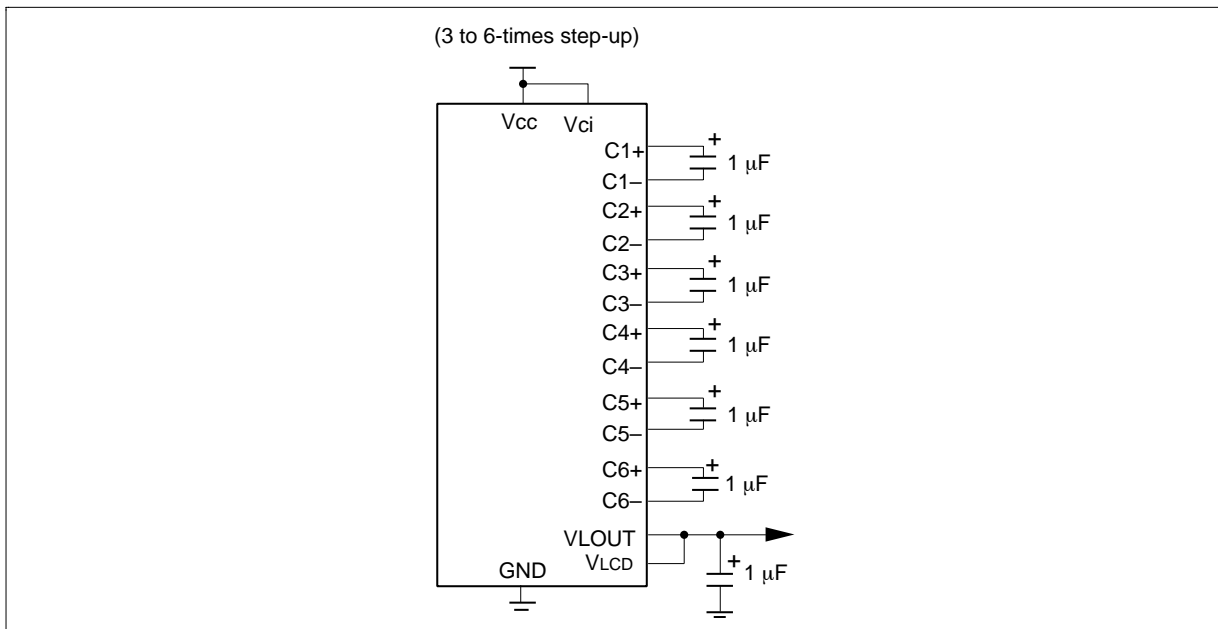 (3 to 6-times step-up)
Vcc Vci
C1+
+
1 μF
C1–
C2+
+
1 μF
C2–
C3+
+
1 μF
C3–
C4+
+
1 μF
C4–
C5+
+
1 μF
C5–
C6+
+
1 μF
C6–
VLOUT
VLCD
GND
+
1 μF